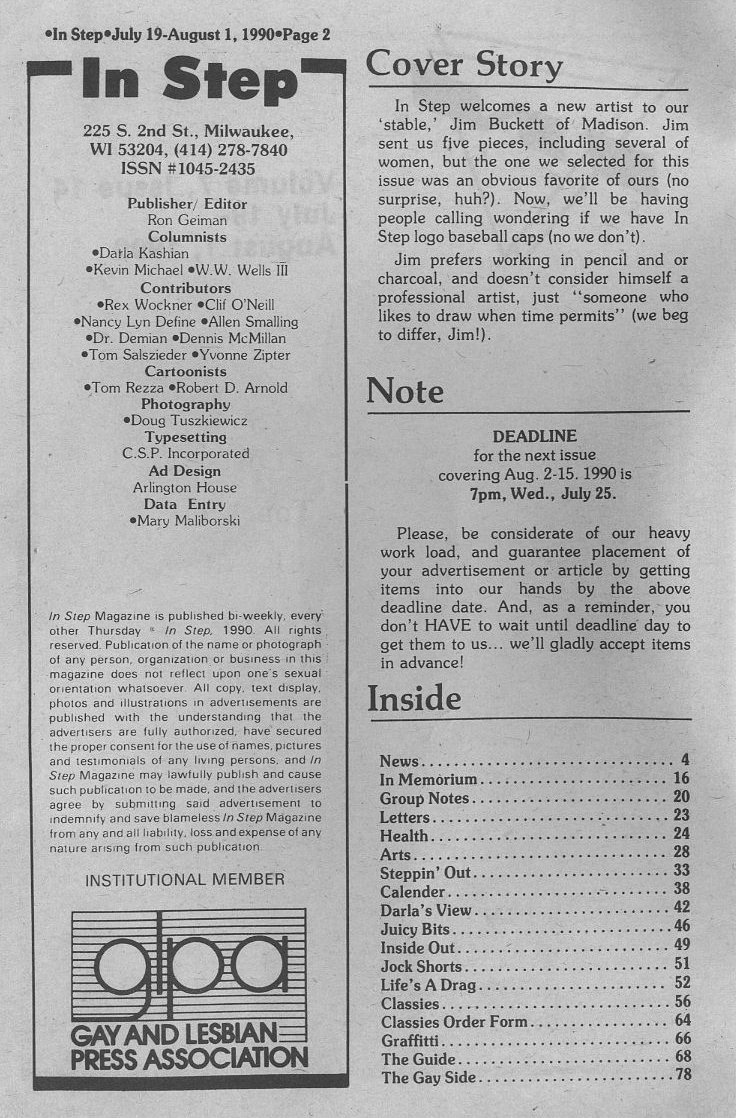 •In Step•July 19-August 1, 1990•Page 2
In Step
225 S. 2nd St., Milwaukee,
WI 53204, (414) 278-7840
ISSN #1045-2435
Publisher/ Editor
Ron Geiman
Columnists
•Darla Kashian
•Kevin Michael •W.W. Wells III
Contributors
•Rex Wockner •Clif O'Neill
•Nancy Lyn Define •Allen Smalling
•Dr. Demian •Dennis McMillan
•Tom Salszieder •Yvonne Zipter
Cartoonists
•Tom Rezza •Robert D. Arnold
Photography
•Doug Tuszkiewicz
Typesetting
C.S.P. Incorporated
Ad Design
Arlington House
Data Entry
•Mary Maliborski
In Step Magazine is published bi-weekly, every
other Thursday © In Step, 1990. All rights
reserved. Publication of the name or photograph
of any person, organization or business in this
magazine does not reflect upon one's sexual
orientation whatsoever. All copy, text display,
photos and illustrations in advertisements are
published with the understanding that the
advertisers are fully authorized, have secured
the proper consent for the use of names, pictures
and testimonials of any living persons, and In
Step Magazine may lawfully publish and cause
such publication to be made, and the advertisers
agree by submitting said advertisement to
indemnify and save blameless In Step Magazine
from any and all liability, loss and expense of any
nature arising from such publication.
INSTITUTIONAL MEMBER
gpa
GAY AND LESBIAN
PRESS ASSOCIATION
Cover Story
In Step welcomes a new artist to our
'stable,' Jim Buckett of Madison. Jim
sent us five pieces, including several of
women, but the one we selected for this
issue was an obvious favorite of ours (no
surprise, huh?). Now, we'll be having
people calling wondering if we have In
Step logo baseball caps (no we don't).
Jim prefers working in pencil and or
charcoal, and doesn't consider himself a
professional artist, just "someone who
likes to draw when time permits" (we beg
to differ, Jim!).
Note
DEADLINE
for the next issue
covering Aug. 2-15. 1990 is
7pm, Wed., July 25.
Please, be considerate of our heavy
work load, and guarantee placement of
your advertisement or article by getting
items into our hands by the above
deadline date. And, as a reminder, you
don't HAVE to wait until deadline day to
get them to us... we'll gladly accept items
in advance!
Inside
News . . . . . . . . . . 4
In Memorium . . . . . . . . . . 16
Group Notes . . . . . . . . . . 20
Letters . . . . . . . . . . 23
Health . . . . . . . . . . 24
Arts . . . . . . . . . . 28
Steppin' Out . . . . . . . . . . 33
Calender . . . . . . . . . . 38
Darla's View . . . . . . . . . . 42
Juicy Bits . . . . . . . . . . 46
Inside Out . . . . . . . . . . 49
Jock Shorts . . . . . . . . . . 51
Life's A Drag . . . . . . . . . . 52
Classies . . . . . . . . . . 56
Classies Order Form . . . . . . . . . . 64
Graffitti . . . . . . . . . . 66
The Guide . . . . . . . . . . 68
The Gay Side . . . . . . . . . . 78